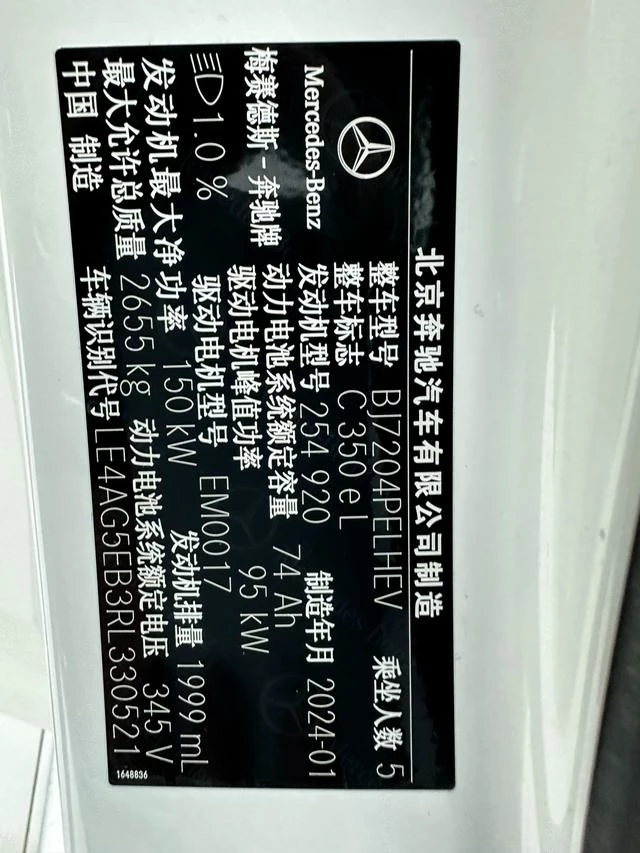 北京奔驰汽车有限公司制造
整车型号 BJ7204PELHEV 乘坐人数 5
整车标志 C 350 e L
Mercedes-Benz 发动机型号 254 920 制造年月 2024-01
动力电池系统额定容量 74 Ah
梅赛德斯-奔驰牌 驱动电机峰值功率 95 kW
1.0 % 驱动电机型号 EM0017
发动机最大净功率 150 kW 发动机排量 1999 mL
最大允许总质量 2655 kg 动力电池系统额定电压 345 V
中国 制造 车辆识别代号 LE4AG5EB3RL330521
1648836